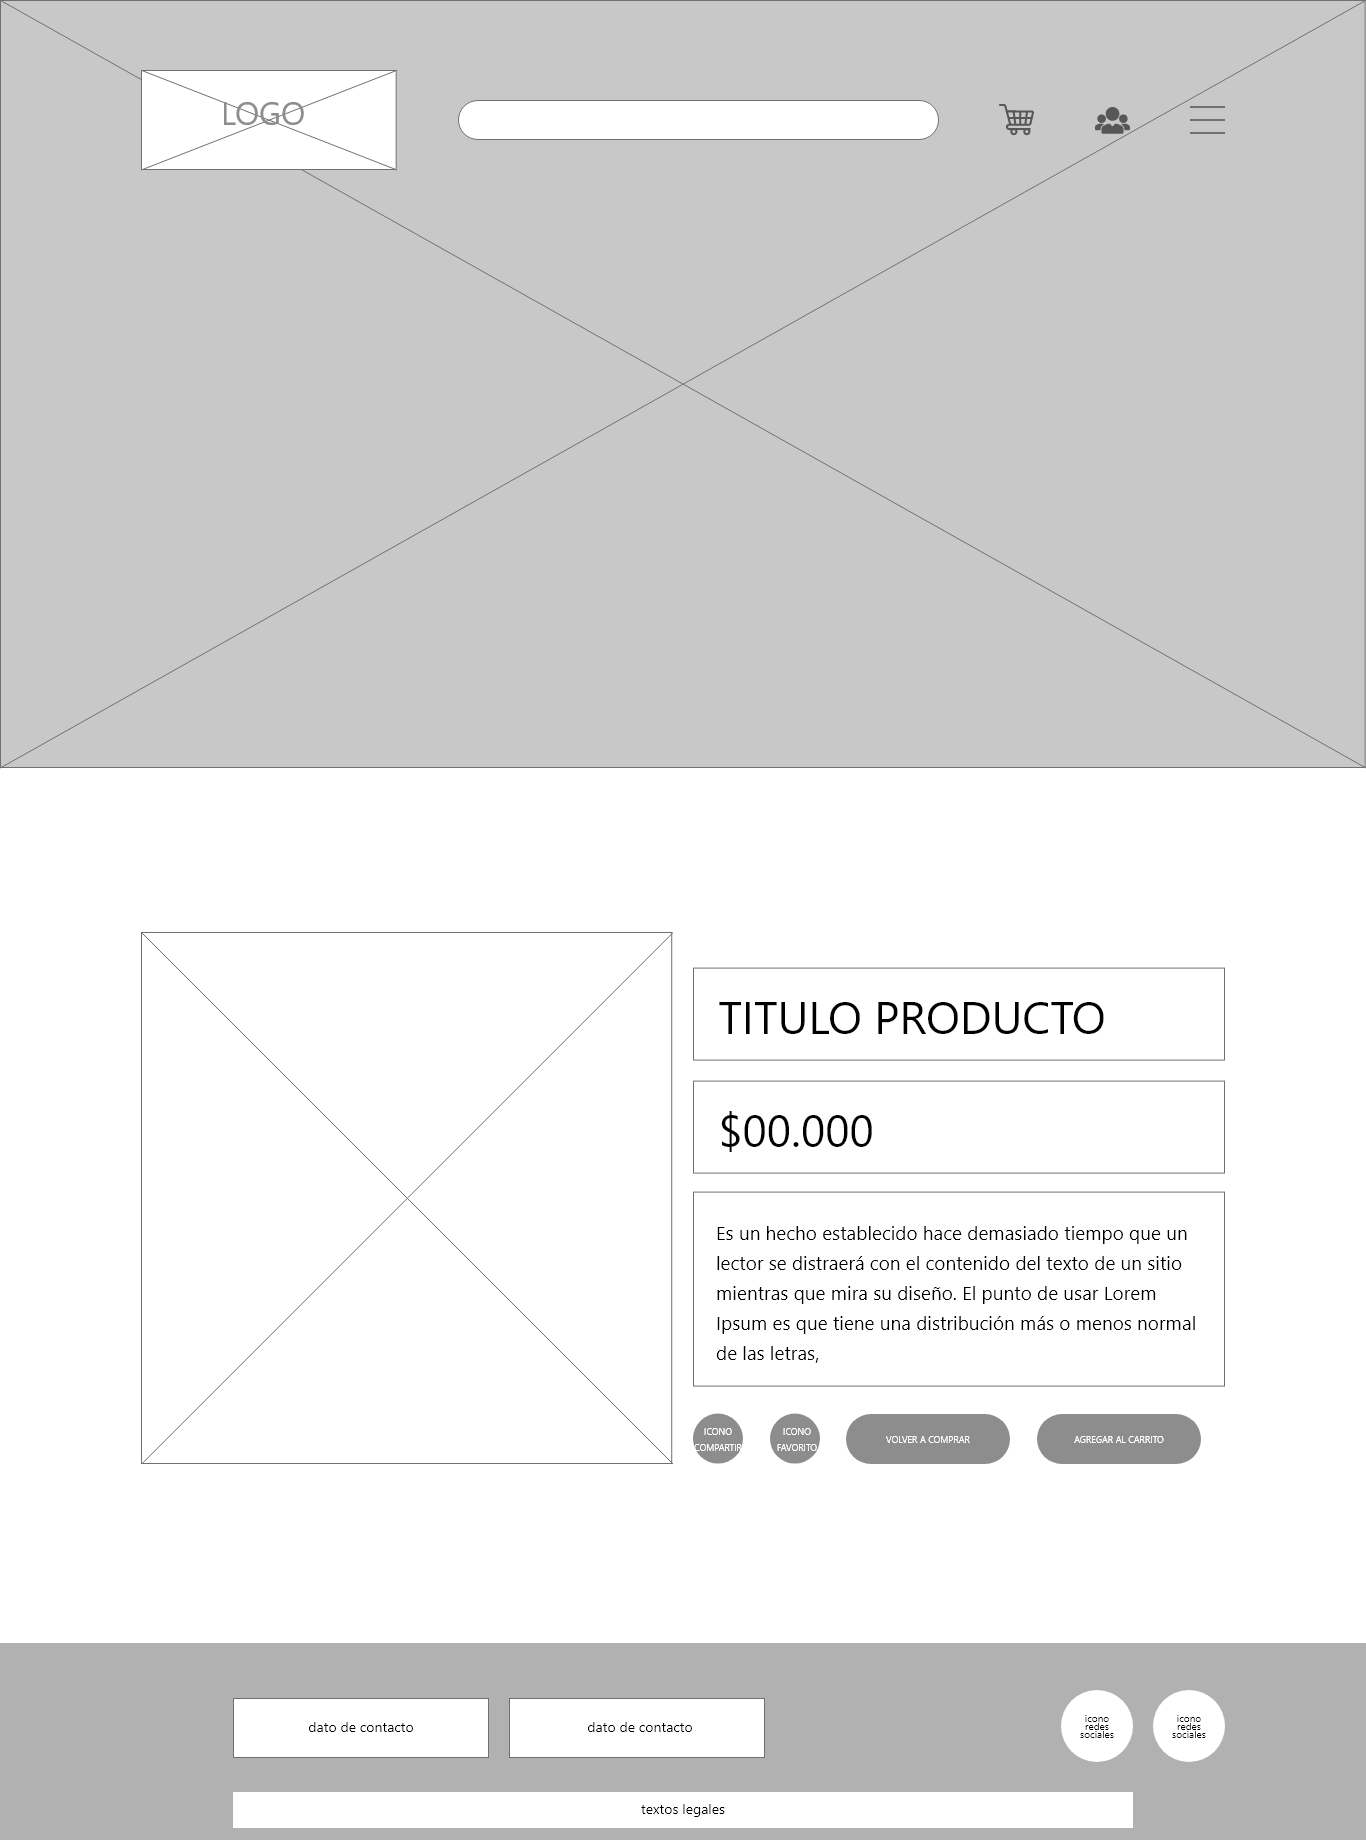 LOGO
TITULO PRODUCTO
$00.000
Es un hecho establecido hace demasiado tiempo que un
lector se distraerá con el contenido del texto de un sitio
mientras que mira su diseño. El punto de usar Lorem
Ipsum es que tiene una distribución más o menos normal
de las letras,
ICONO
COMPARTIR
ICONO
FAVORITO
VOLVER A COMPRAR
AGREGAR AL CARRITO
dato de contacto
dato de contacto
icono
redes
sociales
icono
redes
sociales
textos legales